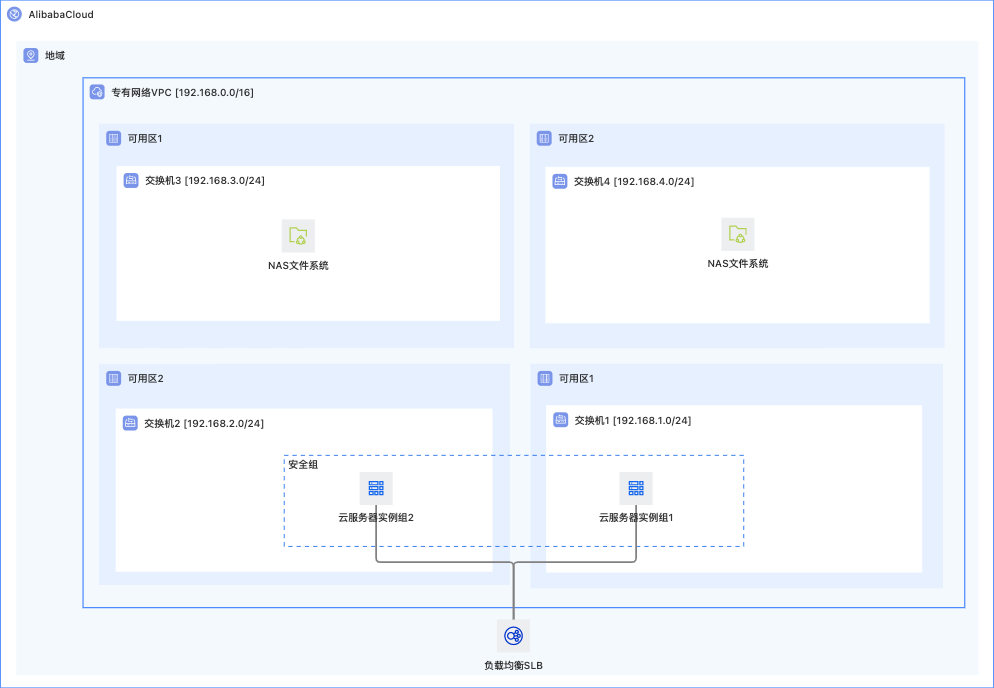 AlibabaCloud
地域
专有网络VPC [192.168.0.0/16]
可用区1
可用区2
交换机3 [192.168.3.0/24]
交换机4 [192.168.4.0/24]
NAS文件系统
NAS文件系统
可用区2
可用区1
交换机2 [192.168.2.0/24]
交换机1 [192.168.1.0/24]
安全组
云服务器实例组2
云服务器实例组1
负载均衡SLB